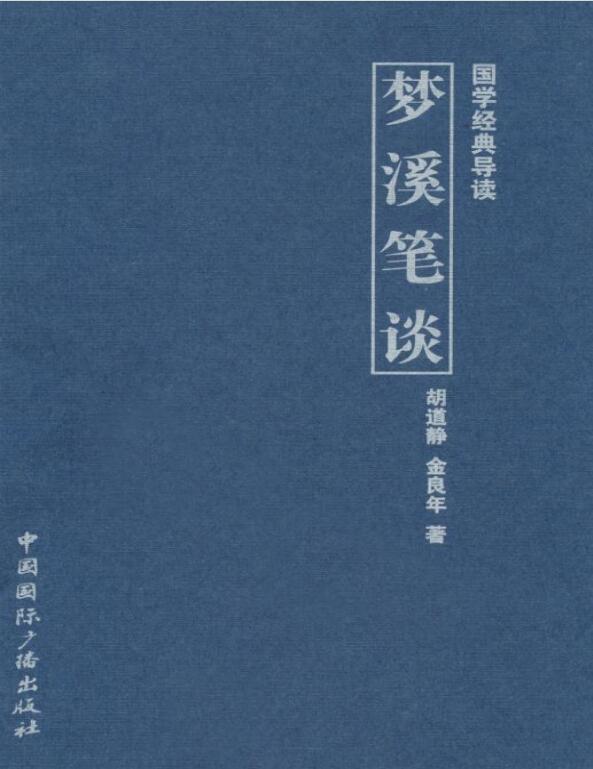 国学经典导读
梦溪笔谈
胡道静 金良年 著
中国国际广播出版社